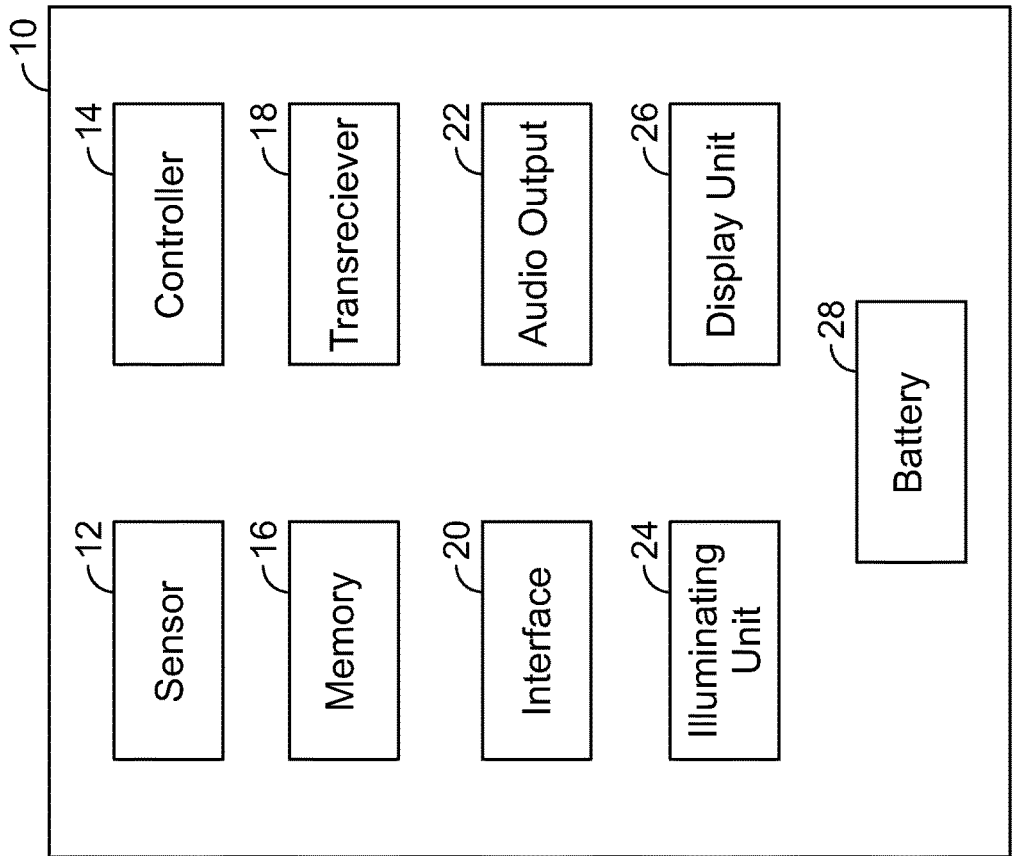 10
12
Sensor
14
Controller
16
Memory
18
Transreciever
20
Interface
22
Audio Output
24
Illuminating
Unit
26
Display Unit
28
Battery